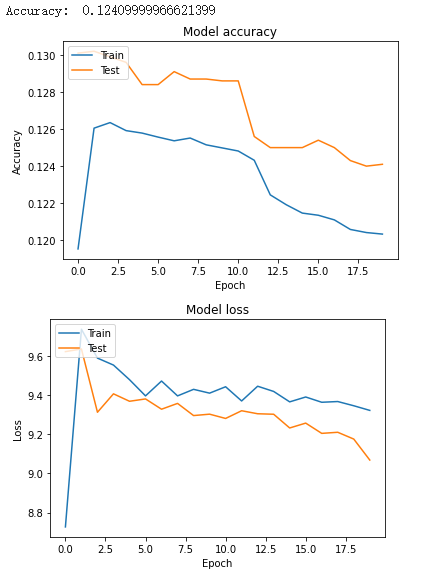 Accuracy: 0.12409999966621399
Model accuracy
Train
Test
0.130
0.128
0.126
0.124
0.122
0.120
Accuracy
0.0 2.5 5.0 7.5 10.0 12.5 15.0 17.5
Epoch
Model loss
Train
Test
9.6
9.4
9.2
9.0
8.8
Loss
0.0 2.5 5.0 7.5 10.0 12.5 15.0 17.5
Epoch